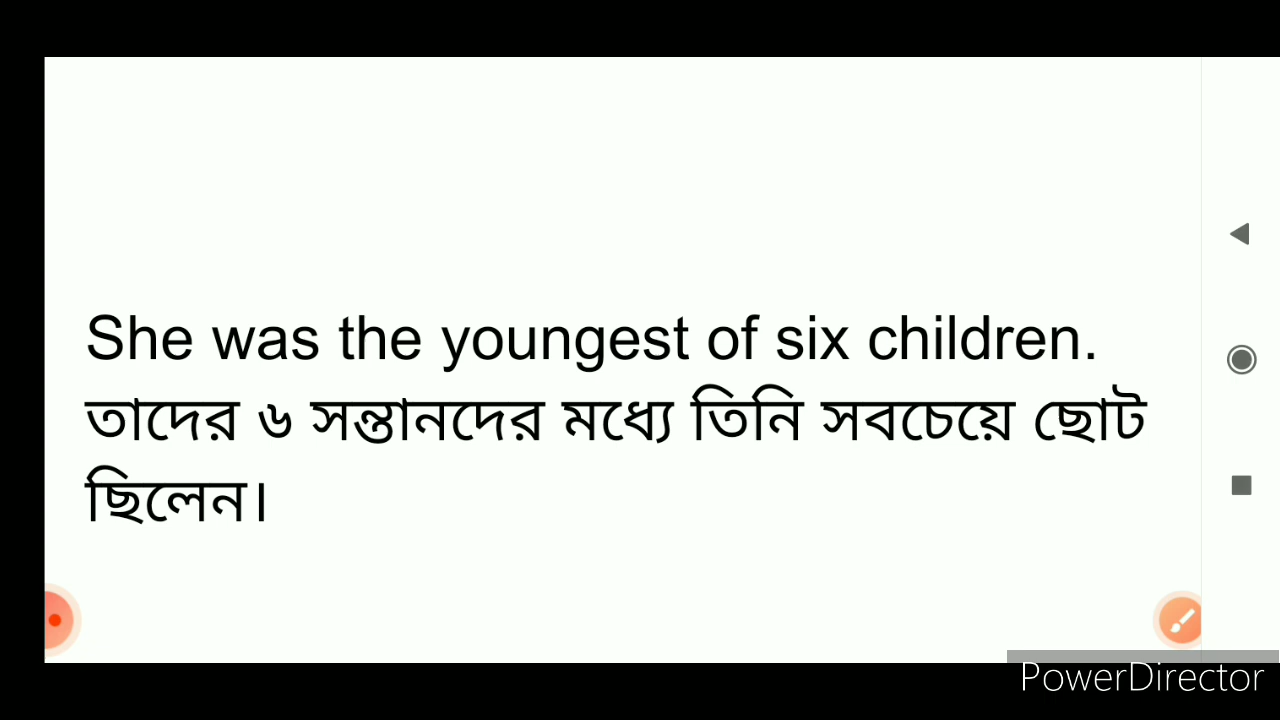 She was the youngest of six children.
তাদের ৬ সন্তানদের মধ্যে তিনি সবচেয়ে ছোট
ছিলেন।
PowerDirector